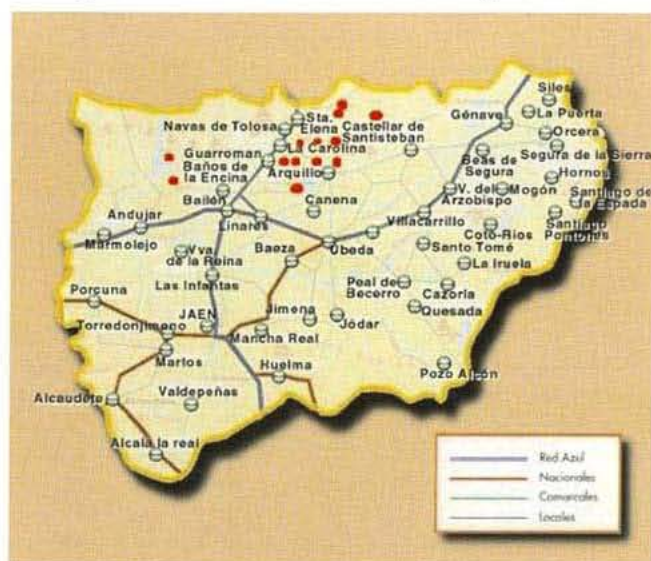 Siles
Génave
La Puerta
Sta.
Elena
Navas de Tolosa
Castellar de
Santisteban
Orcera
La Carolina
Guarroman
Beas de
Segura
Segura de la Sierra
Arquillo
Baños de
la Encina
Hornos
V. del
Arzobispo
Mogón
Santiago de
la Espada
Bailón
Canena
Andujar
Linares
Villacarrillo
Coto-Rios
Santiago
Pontones
Marmolejo
Vva.
de la Reina
Baeza
Úbeda
Santo Tomé
La Iruela
Las Infantas
Porcuna
Peal de
Becerro
Cazorla
JAEN
Jimena
Quesada
Torredonjimeno
Jódar
Mancha Real
Martos
Huelma
Pozo Alcón
Alcaudete
Valdepeñas
Alcalá la real
Red Azul
Nacionales
Comarcales
Locales